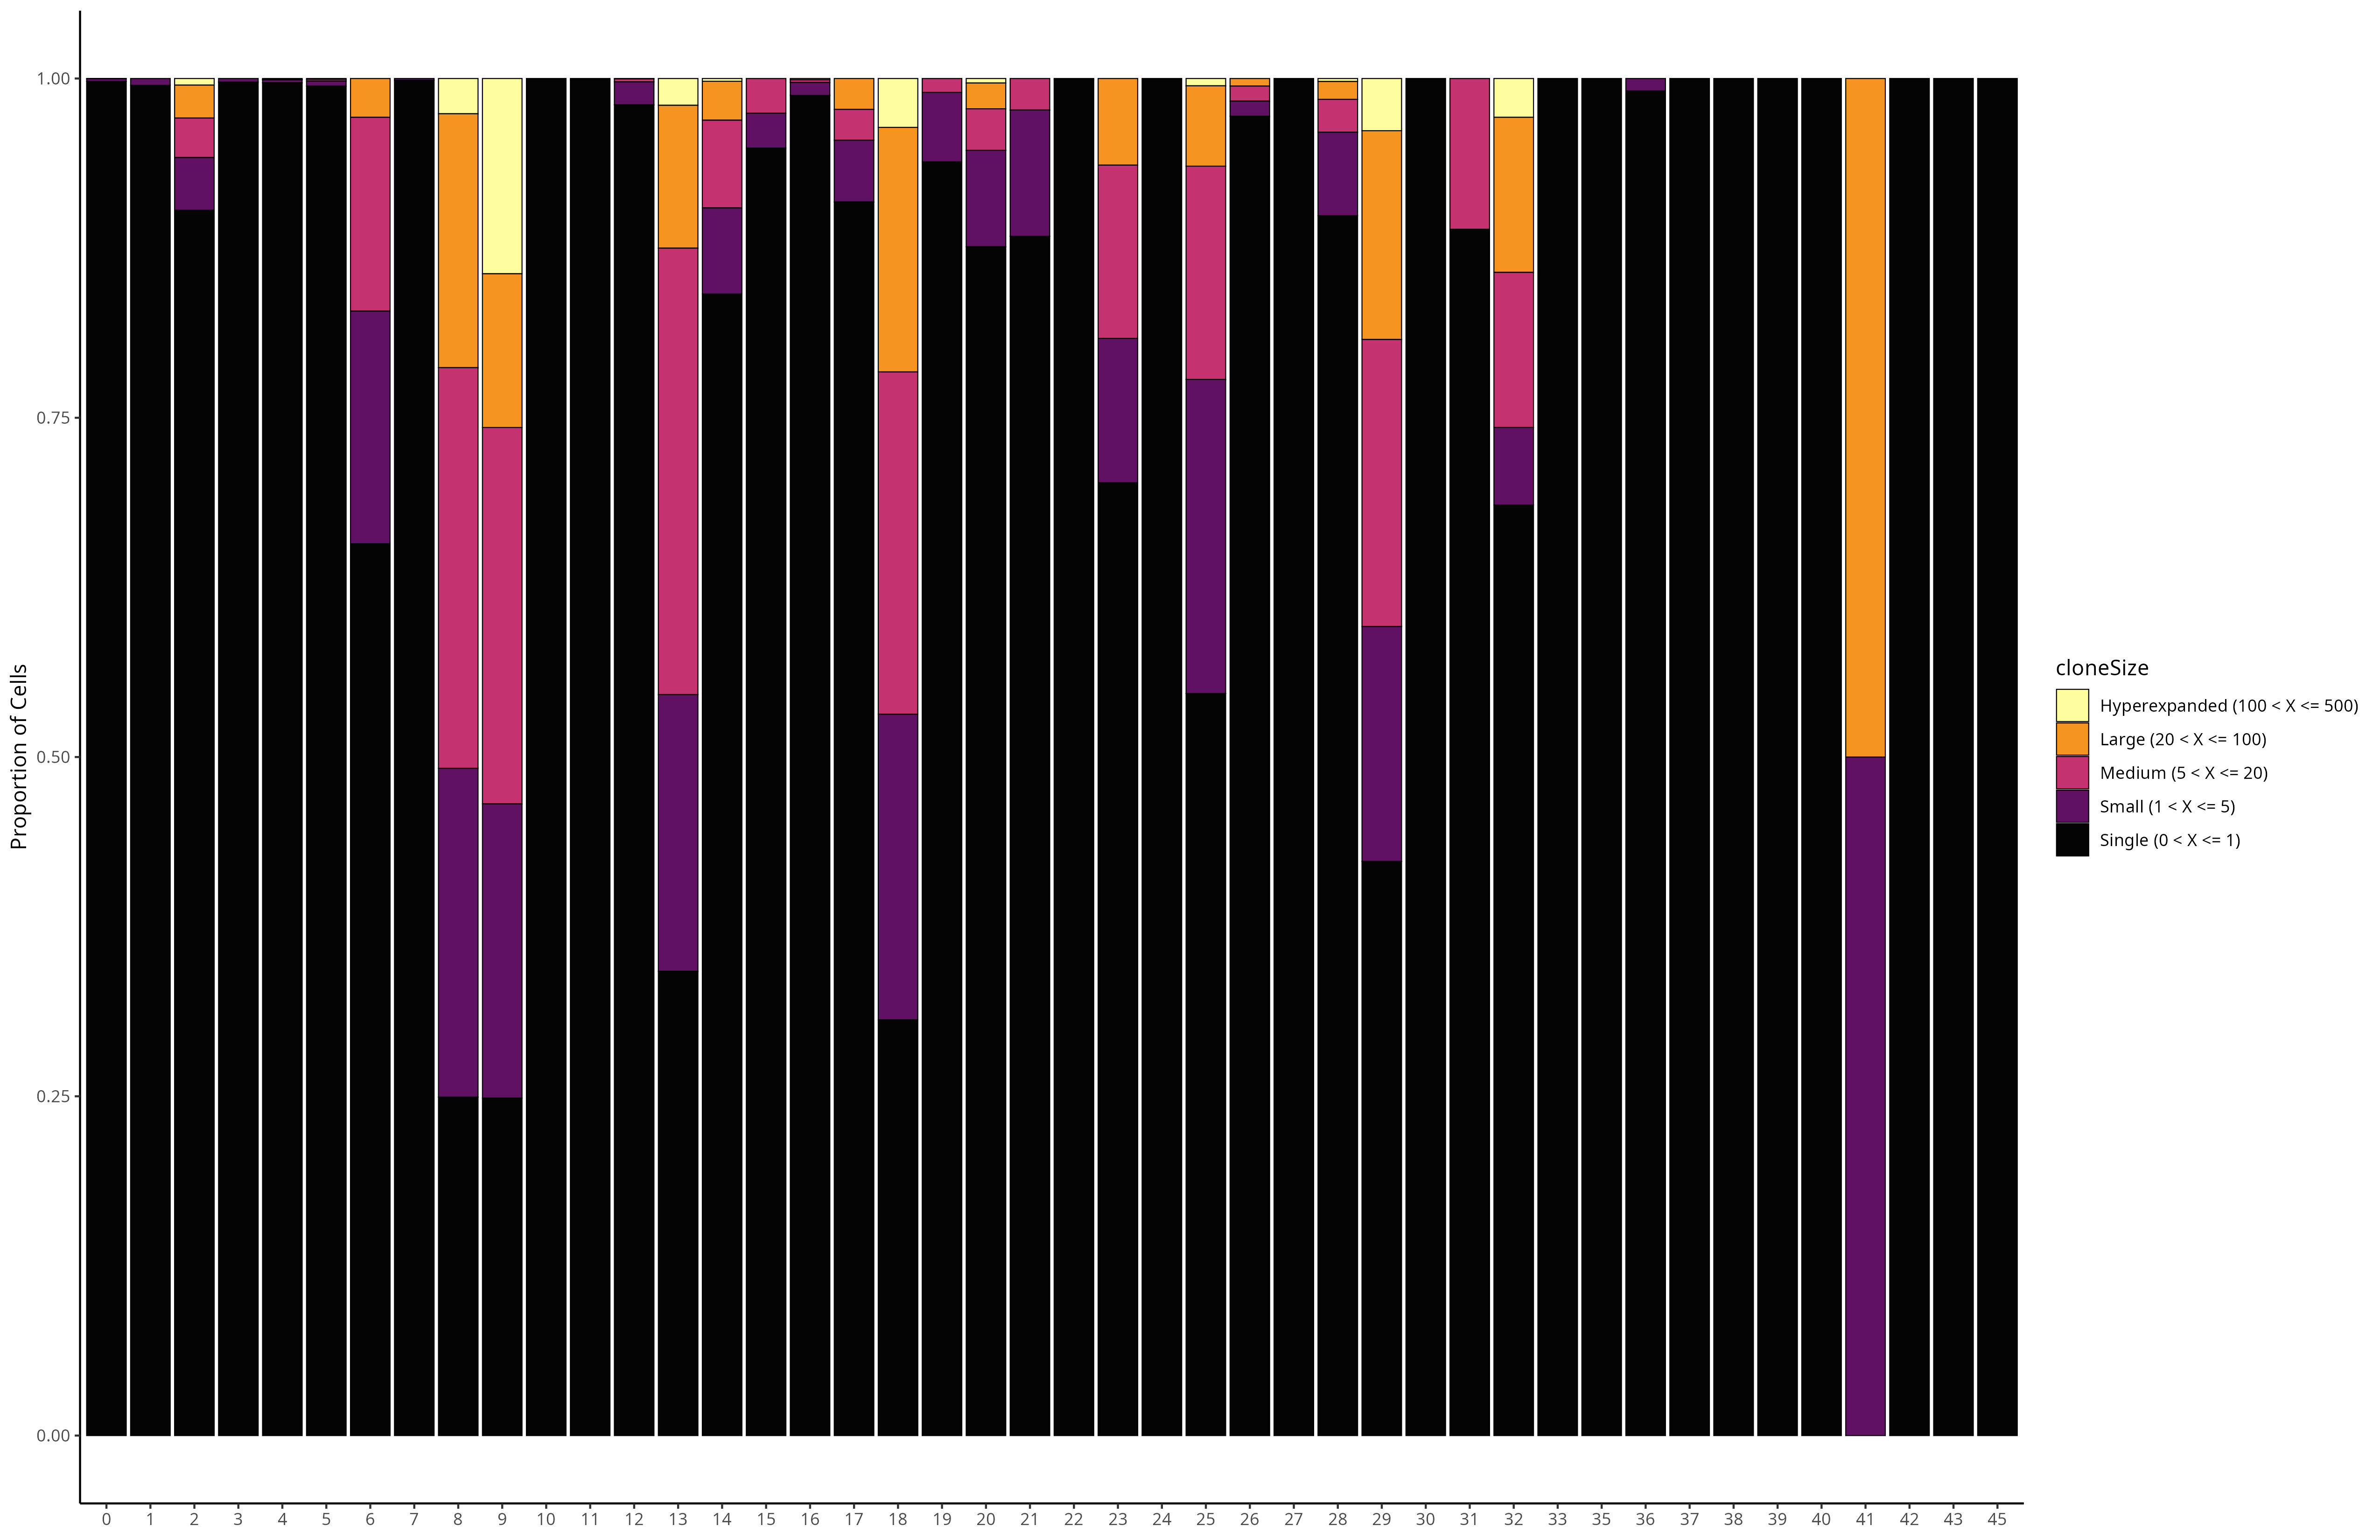 1.00
0.75
0.50
0.25
0.00
Proportion of Cells
0 1 2 3 4 5 6 7 8 9 10 11 12 13 14 15 16 17 18 19 20 21 22 23 24 25 26 27 28 29 30 31 32 33 35 36 37 38 39 40 41 42 43 45
cloneSize
Hyperexpanded (100 < X <= 500)
Large (20 < X <= 100)
Medium (5 < X <= 20)
Small (1 < X <= 5)
Single (0 < X <= 1)